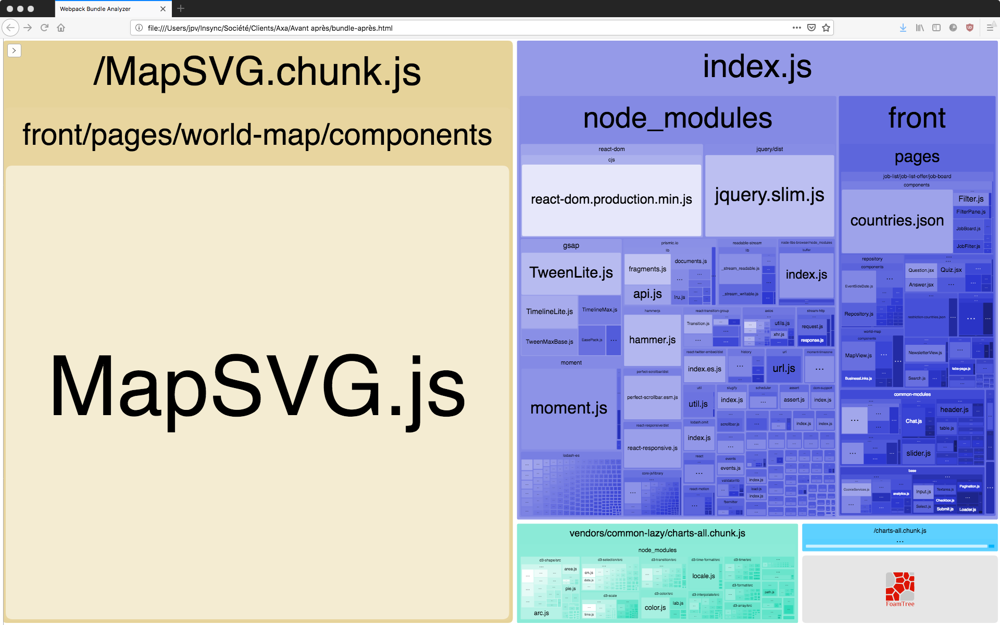 Webpack Bundle Analyzer
file:///Users/jpv/Insync/Société/Clients/Axa/Avant après/bundle-après.html
/MapSVG.chunk.js
front/pages/world-map/components
MapSVG.js
index.js
node_modules
react-dom
cjs
react-dom.production.min.js
jquery/dist
jquery.slim.js
gsap
TweenLite.js
TimelineLite.js
TimelineMax.js
TweenMaxBase.js
EasePack.js
moment
moment.js
lodash-es
prismic.io
lib
fragments.js
documents.js
api.js
lru.js
readable-stream
lib
_stream_readable.js
_stream_writable.js
node-libs-browser/node_modules
buffer
index.js
hammerjs
hammer.js
react-transition-group
Transition.js
axios
utils.js
xhr.js
stream-http
request.js
response.js
react-twitter-embed/dist
index.es.js
history
url
url.js
moment-timezone
perfect-scrollbar/dist
perfect-scrollbar.esm.js
util
util.js
slugify
index.js
scheduler
assert
assert.js
dom-support
index.js
lodash.omit
index.js
scrollbar.js
index.js
index.js
react-responsive/dist
react-responsive.js
react
events
events.js
core-js/library
validator/lib
index.js
react-motion
load-js
index.js
fbemitter
front
pages
job-list/job-list-offer/job-board
components
countries.json
Filter.js
FilterPane.js
JobBoard.js
JobFilter.js
repository
components
EventSideDate.js
Repository.js
Question.jsx
Quiz.jsx
Answer.jsx
restriction-countries.json
world-map
components
MapView.js
BusinessLinks.js
NewsletterView.js
Search.js
tabs-page.js
common-modules
Chat.js
header.js
table.js
slider.js
base
CookieServices.js
analytics.js
Input.js
Textarea.js
Pagination.js
Checkbox.js
Select.js
Submit.js
Loader.js
vendors/common-lazy/charts-all.chunk.js
node_modules
d3-shape/src
area.js
pie.js
arc.js
d3-selection/src
on.js
data.js
d3-scale
time.js
d3-transition/src
d3-color/src
color.js
lab.js
d3-time-format/src
locale.js
d3-interpolate/src
d3-time/src
d3-format/src
d3-array/src
path.js
/charts-all.chunk.js
FoamTree